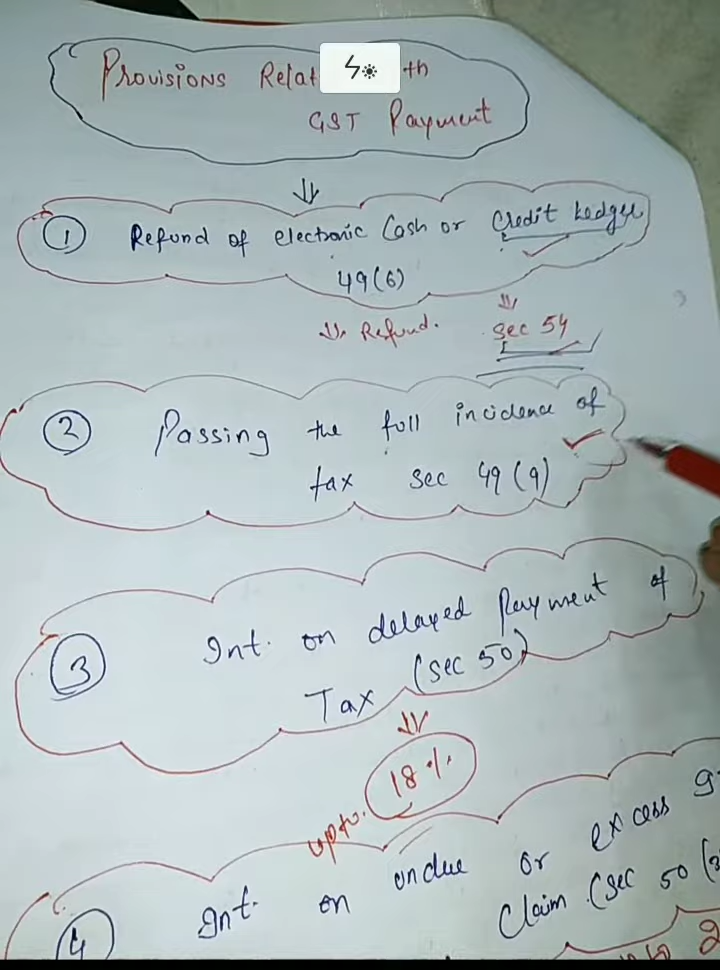 PROVISIONS Relat th
GST Payment
① Refund of electronic Cash or Credit Ledger
49(6)
Refund. Sec 54
② Passing the full incidence of
tax sec 49 (9)
③ Int. on delayed Payment of
Tax (sec 50)
upto. 18%
④ Int. on undue or excess
Claim (sec 50 (3